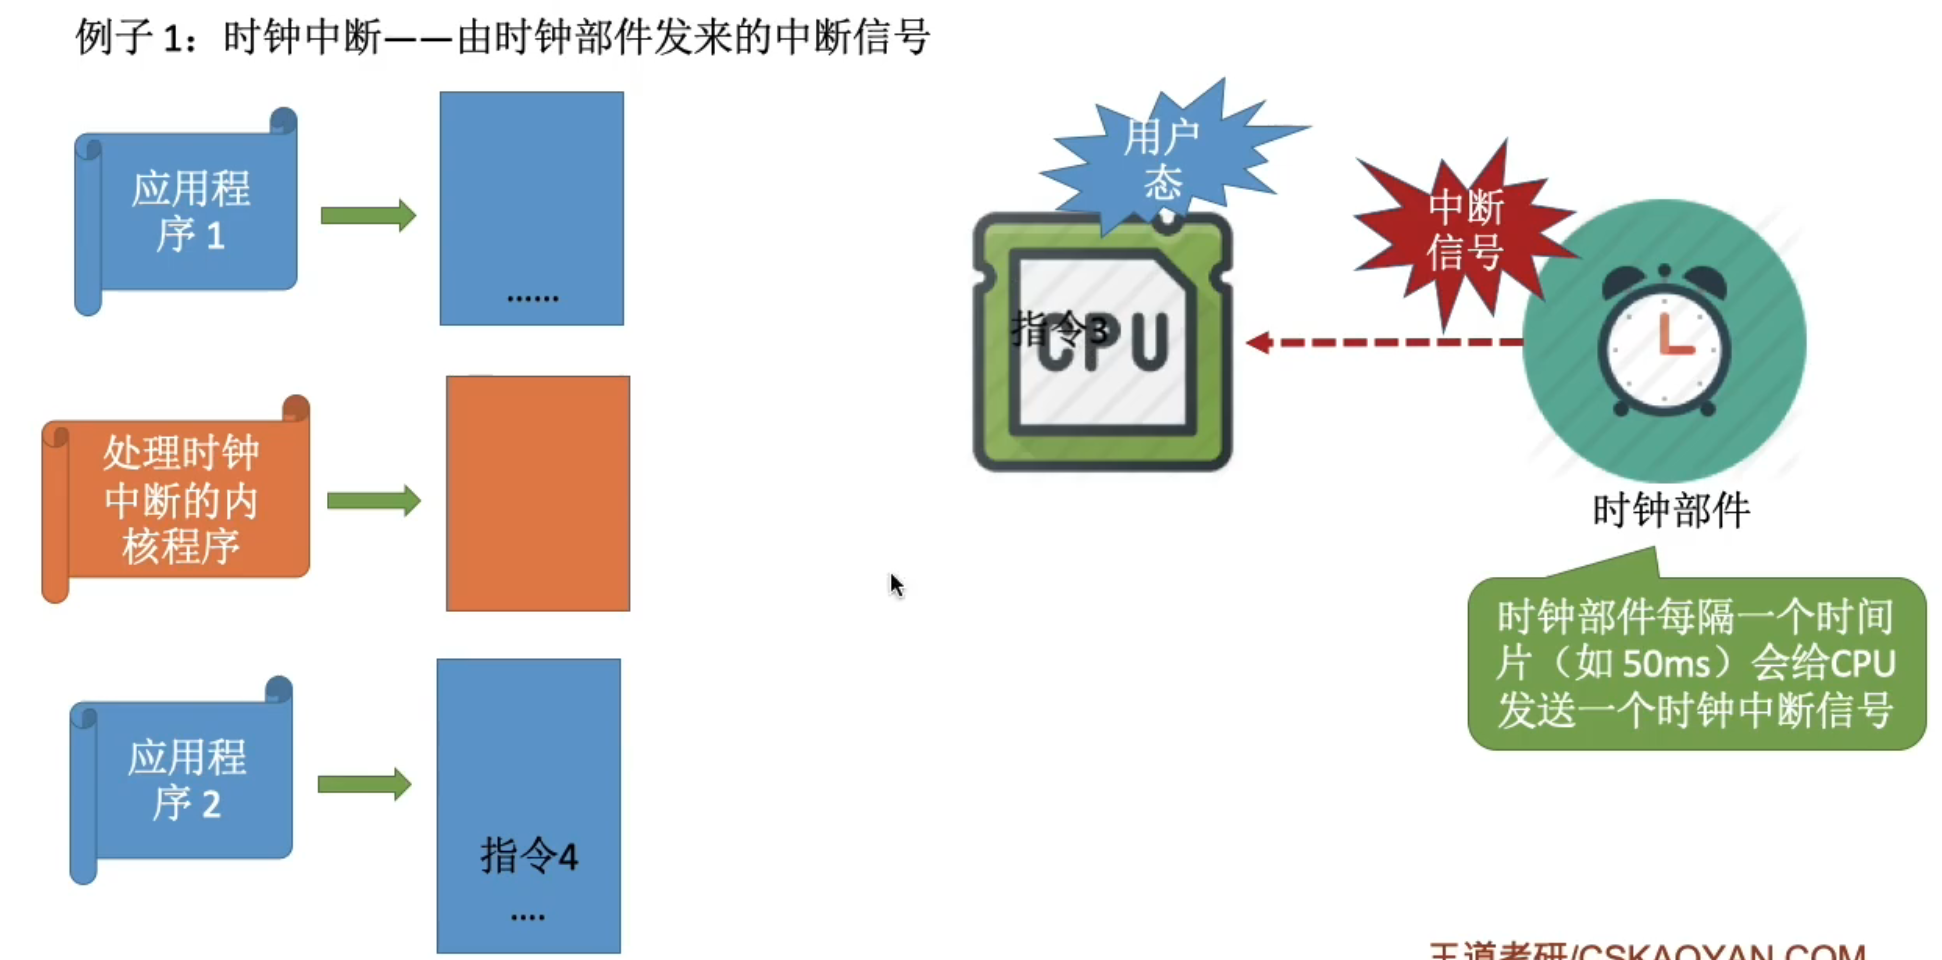 例子 1：时钟中断——由时钟部件发来的中断信号
应用程
序 1
......
用户
态
中断
信号
指令3
CPU
处理时钟
中断的内
核程序
时钟部件
时钟部件每隔一个时间
片（如 50ms）会给CPU
发送一个时钟中断信号
应用程
序 2
指令4
....
王道考研/CSKAOYAN.COM